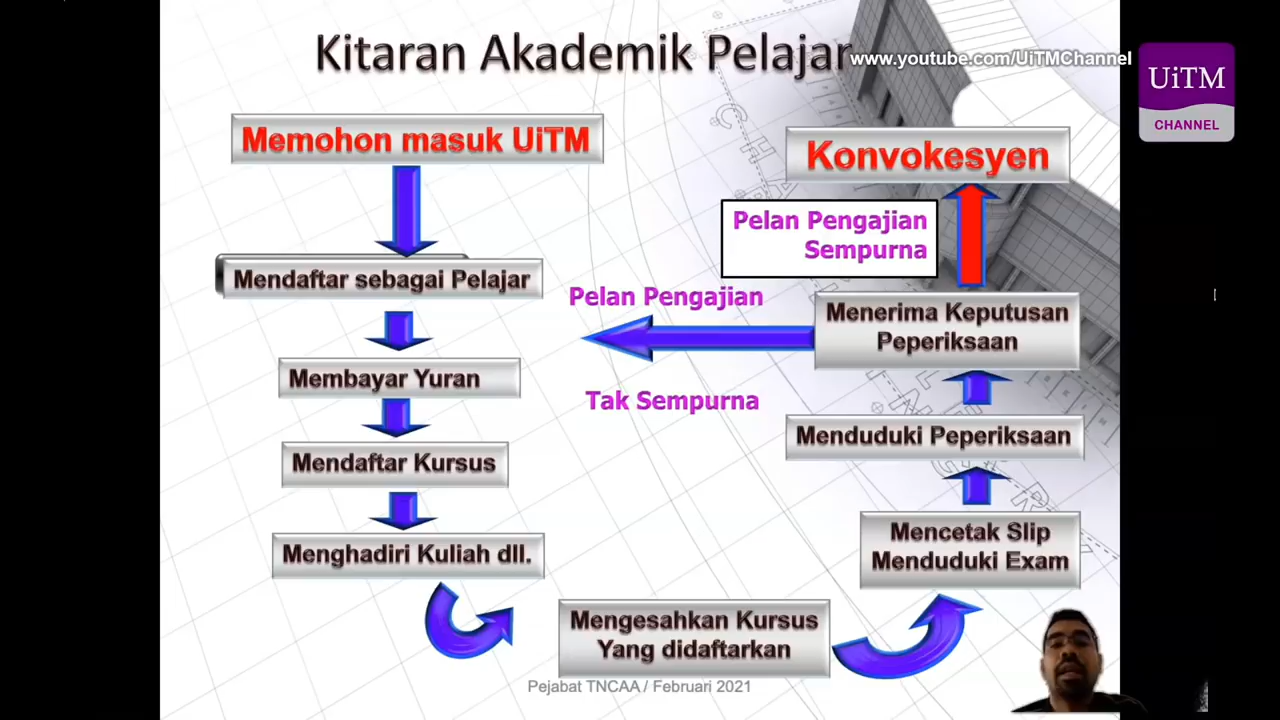 Kitaran Akademik Pelajar
www.youtube.com/UiTMChannel
UiTM
CHANNEL
Memohon masuk UiTM
Mendaftar sebagai Pelajar
Membayar Yuran
Mendaftar Kursus
Menghadiri Kuliah dll.
Mengesahkan Kursus
Yang didaftarkan
Mencetak Slip
Menduduki Exam
Menduduki Peperiksaan
Menerima Keputusan
Peperiksaan
Pelan Pengajian
Tak Sempurna
Pelan Pengajian
Sempurna
Konvokesyen
Pejabat TNCAA / Februari 2021